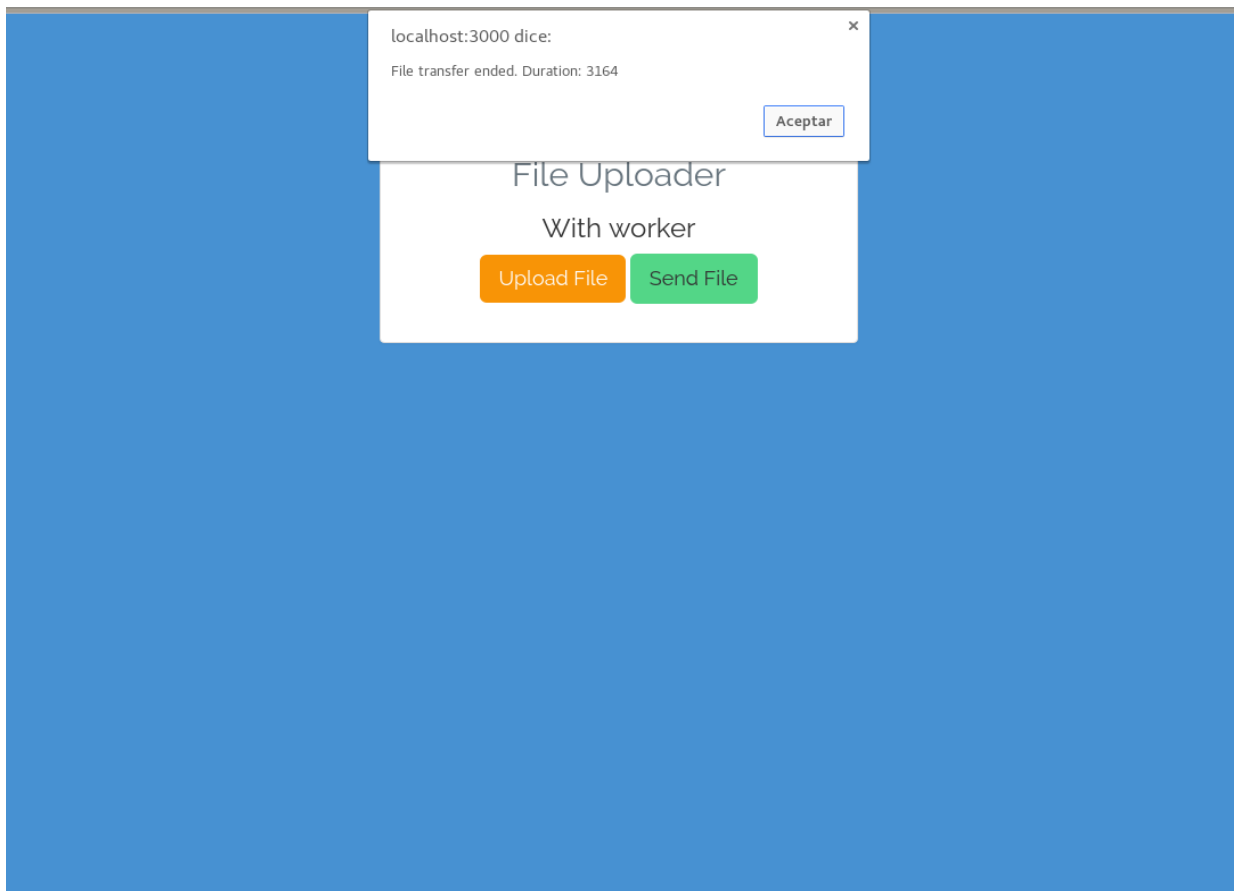 localhost:3000 dice:
File transfer ended. Duration: 3164
Aceptar
File Uploader
With worker
Upload File Send File